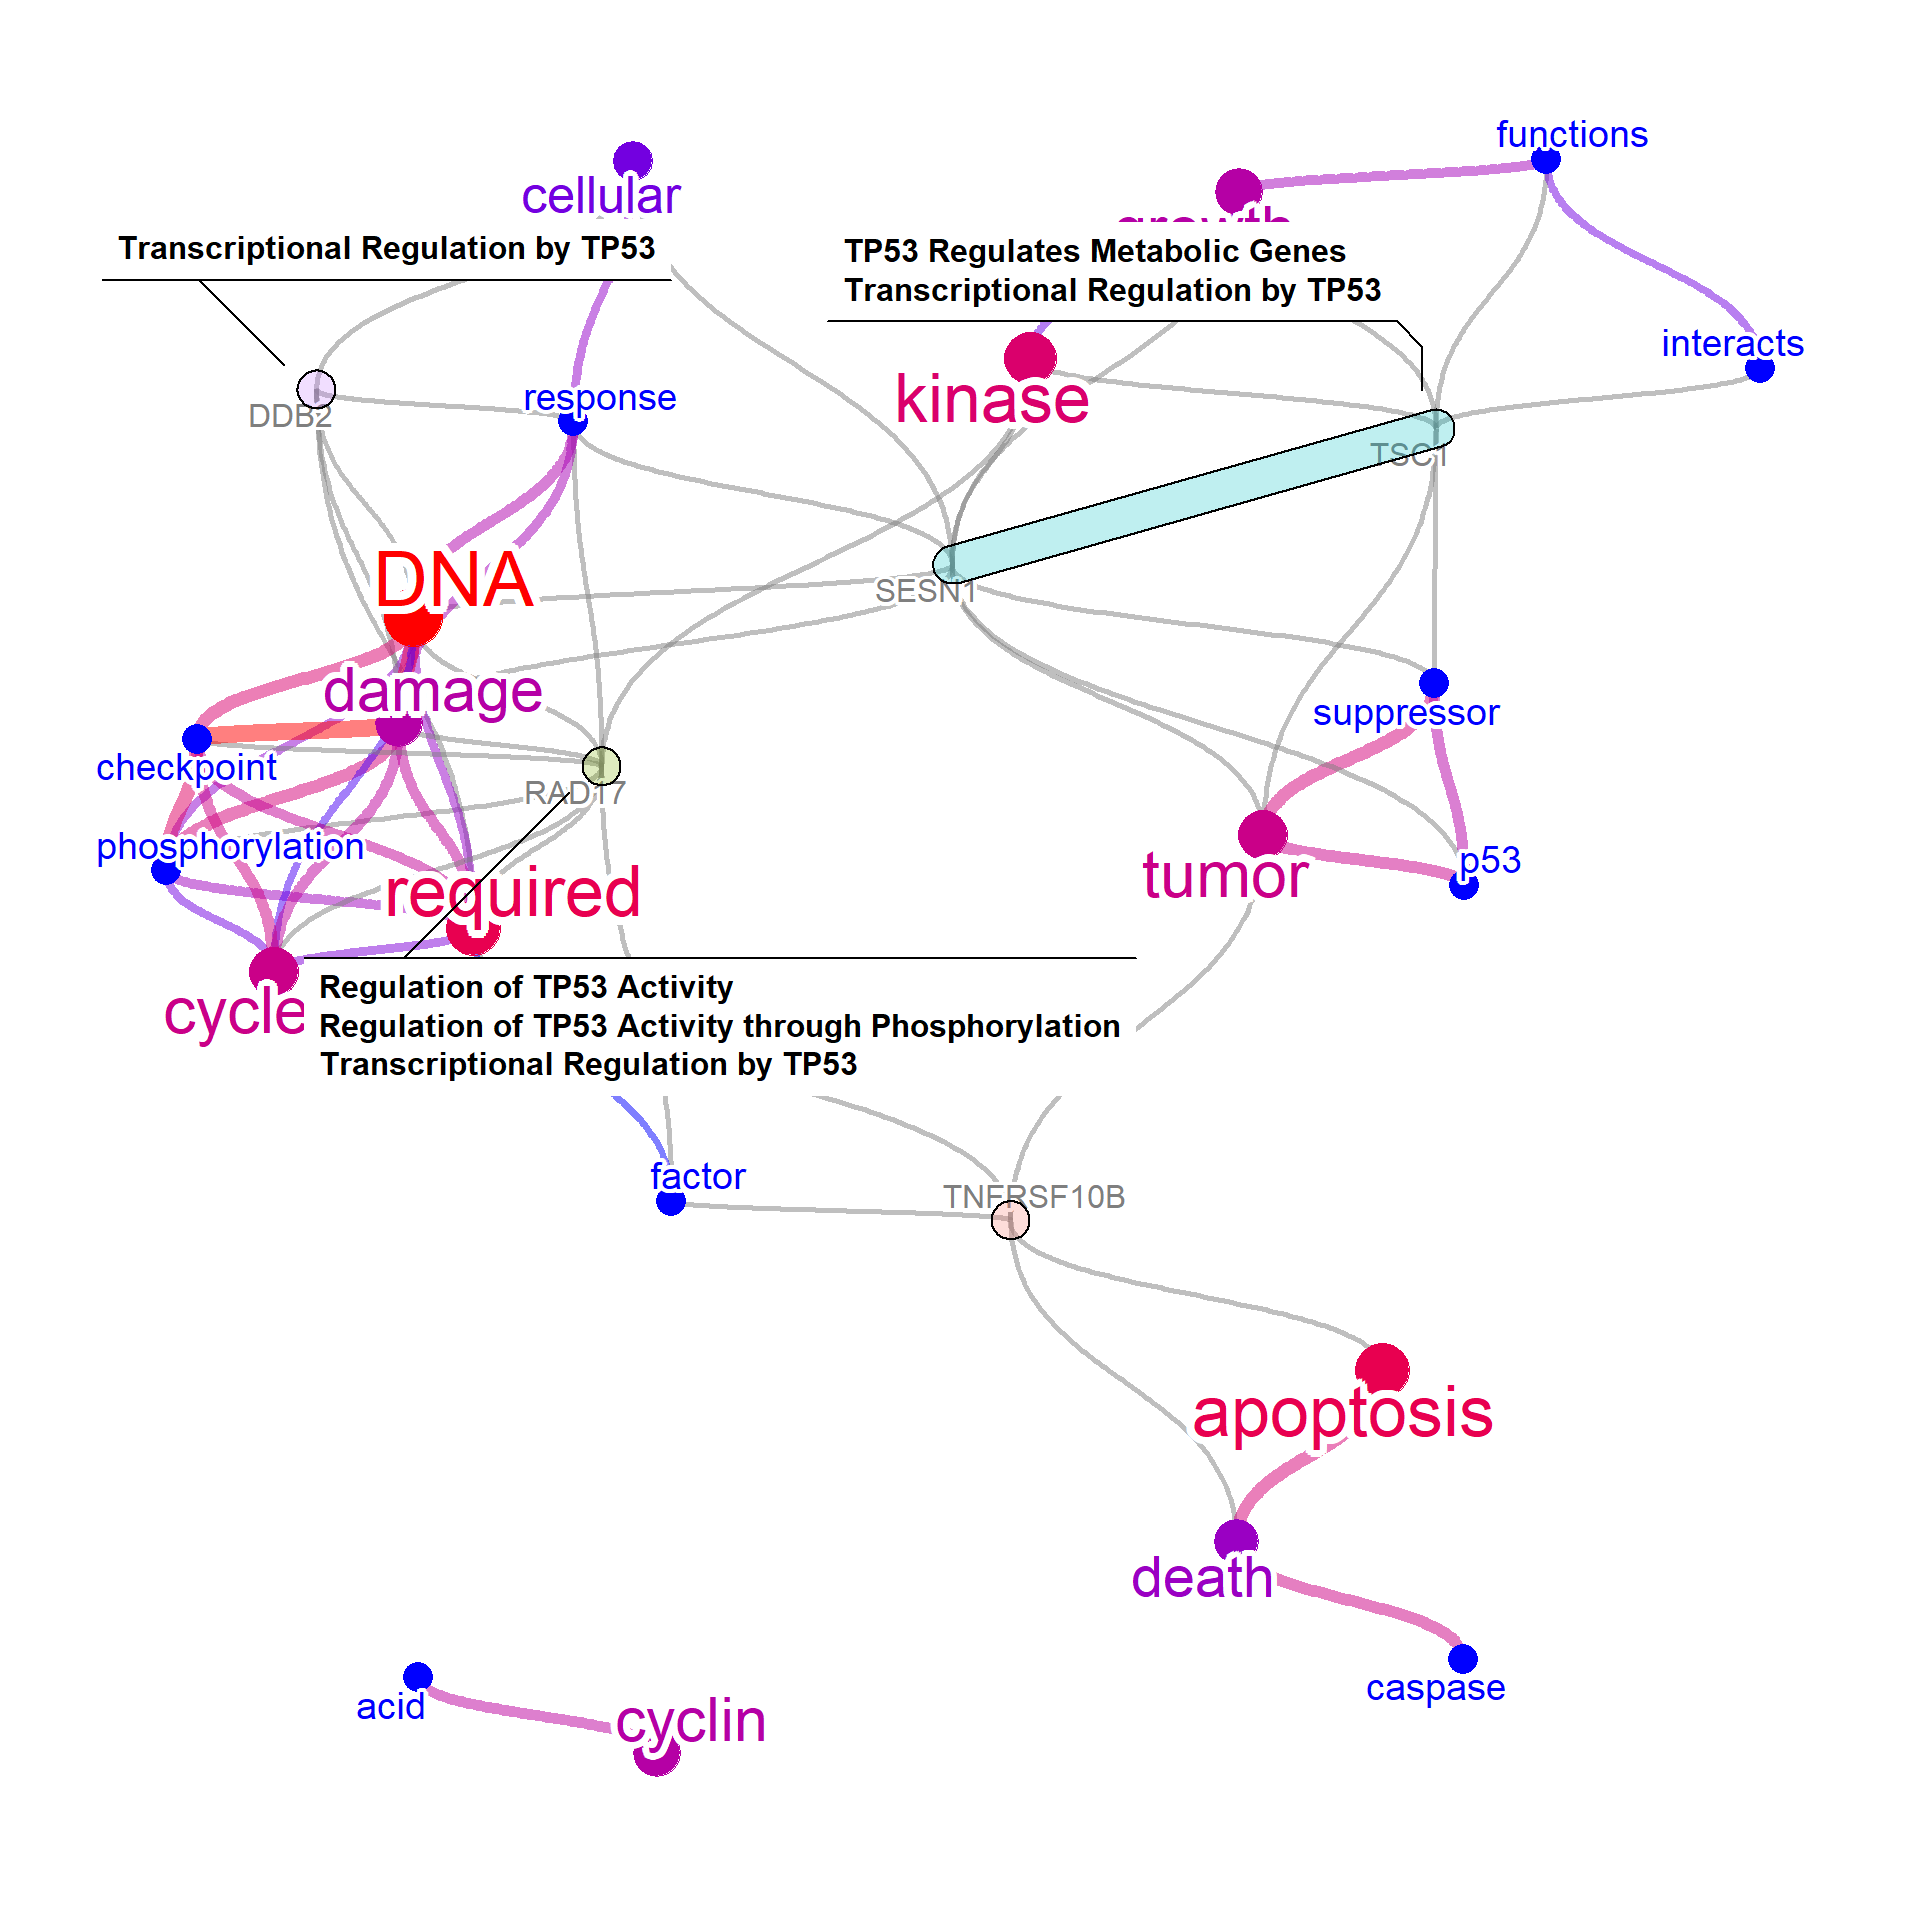 functions
cellular
growth
Transcriptional Regulation by TP53
TP53 Regulates Metabolic Genes
Transcriptional Regulation by TP53
interacts
kinase
response
DDB2
TSC1
DNA
SESN1
damage
suppressor
checkpoint
RAD17
phosphorylation
p53
tumor
required
cycle
Regulation of TP53 Activity
Regulation of TP53 Activity through Phosphorylation
Transcriptional Regulation by TP53
factor
TNFRSF10B
apoptosis
death
caspase
acid
cyclin